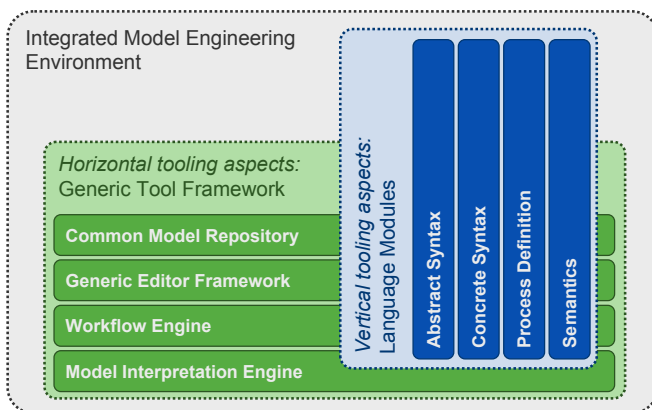 Integrated Model Engineering
Environment
Horizontal tooling aspects:
Generic Tool Framework
Common Model Repository
Generic Editor Framework
Workflow Engine
Model Interpretation Engine
Vertical tooling aspects:
Language Modules
Abstract Syntax
Concrete Syntax
Process Definition
Semantics